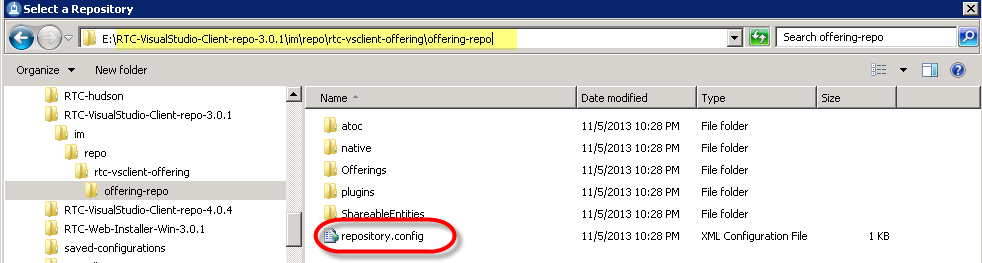 Select a Repository
E:\RTC-VisualStudio-Client-repo-3.0.1\im\repo\rtc-vsclient-offering\offering-repo
Search offering-repo
Organize
New folder
RTC-hudson
RTC-VisualStudio-Client-repo-3.0.1
im
repo
rtc-vsclient-offering
offering-repo
RTC-VisualStudio-Client-repo-4.0.4
RTC-Web-Installer-Win-3.0.1
saved-configurations
Name Date modified Type Size
atoc 11/5/2013 10:28 PM File folder
native 11/5/2013 10:28 PM File folder
Offerings 11/5/2013 10:28 PM File folder
plugins 11/5/2013 10:28 PM File folder
ShareableEntities 11/5/2013 10:28 PM File folder
repository.config 11/5/2013 10:28 PM XML Configuration File 1 KB